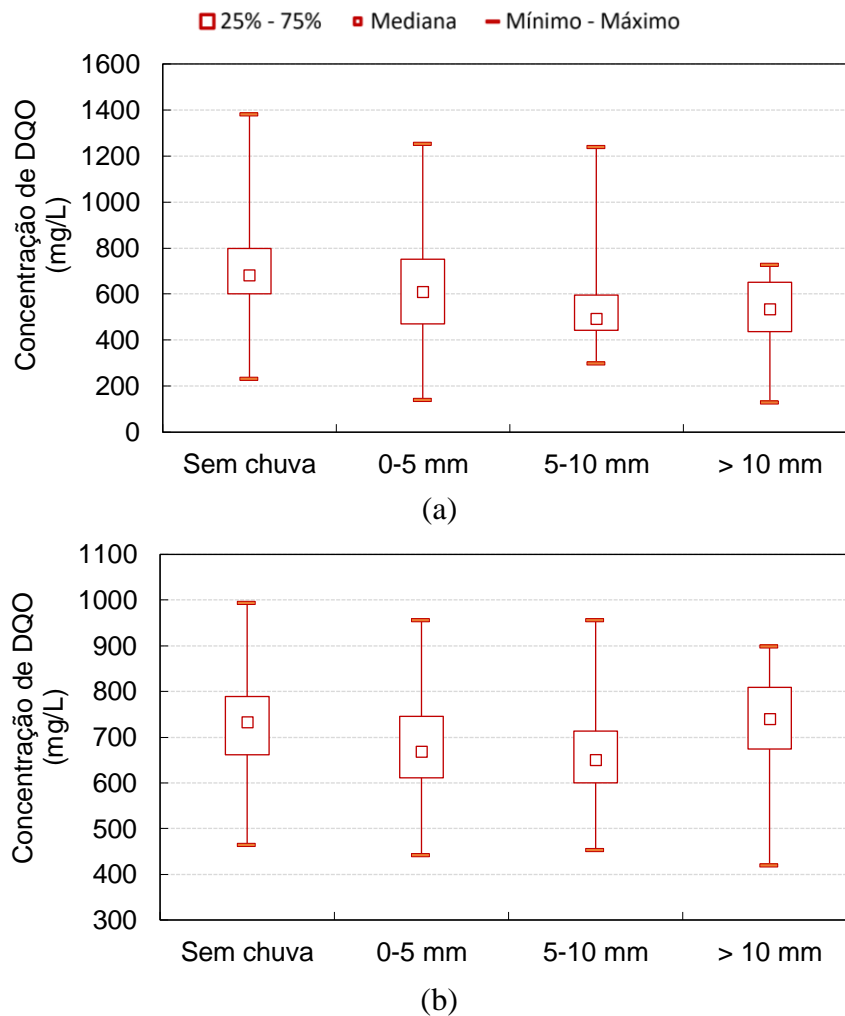 25% - 75% Mediana Mínimo - Máximo
1600
1400
1200
1000
800
600
400
200
0
Concentração de DQO
(mg/L)
Sem chuva 0-5 mm 5-10 mm > 10 mm
(a)
1100
1000
900
800
700
600
500
400
300
Concentração de DQO
(mg/L)
Sem chuva 0-5 mm 5-10 mm > 10 mm
(b)